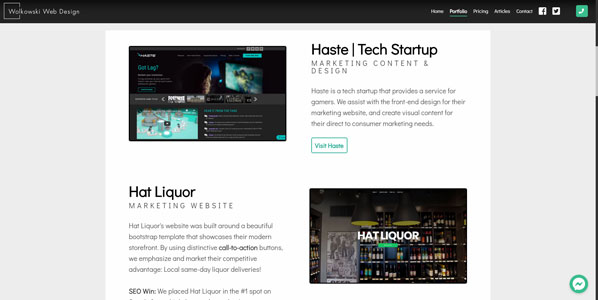 Wolkowski Web Design
Home Portfolio Pricing Articles Contact
Haste | Tech Startup
MARKETING CONTENT &
DESIGN
Haste is a tech startup that provides a service for
gamers. We assist with the front-end design for their
marketing website, and create visual content for
their direct to consumer marketing needs.
Visit Haste
HASTE
Got Lag?
Hat Liquor
MARKETING WEBSITE
Hat Liquor's website was built around a beautiful
bootstrap template that showcases their modern
storefront. By using distinctive call-to-action buttons,
we emphasize and market their competitive
advantage: Local same-day liquor deliveries!
SEO Win: We placed Hat Liquor in the #1 spot on
HAT LIQUOR